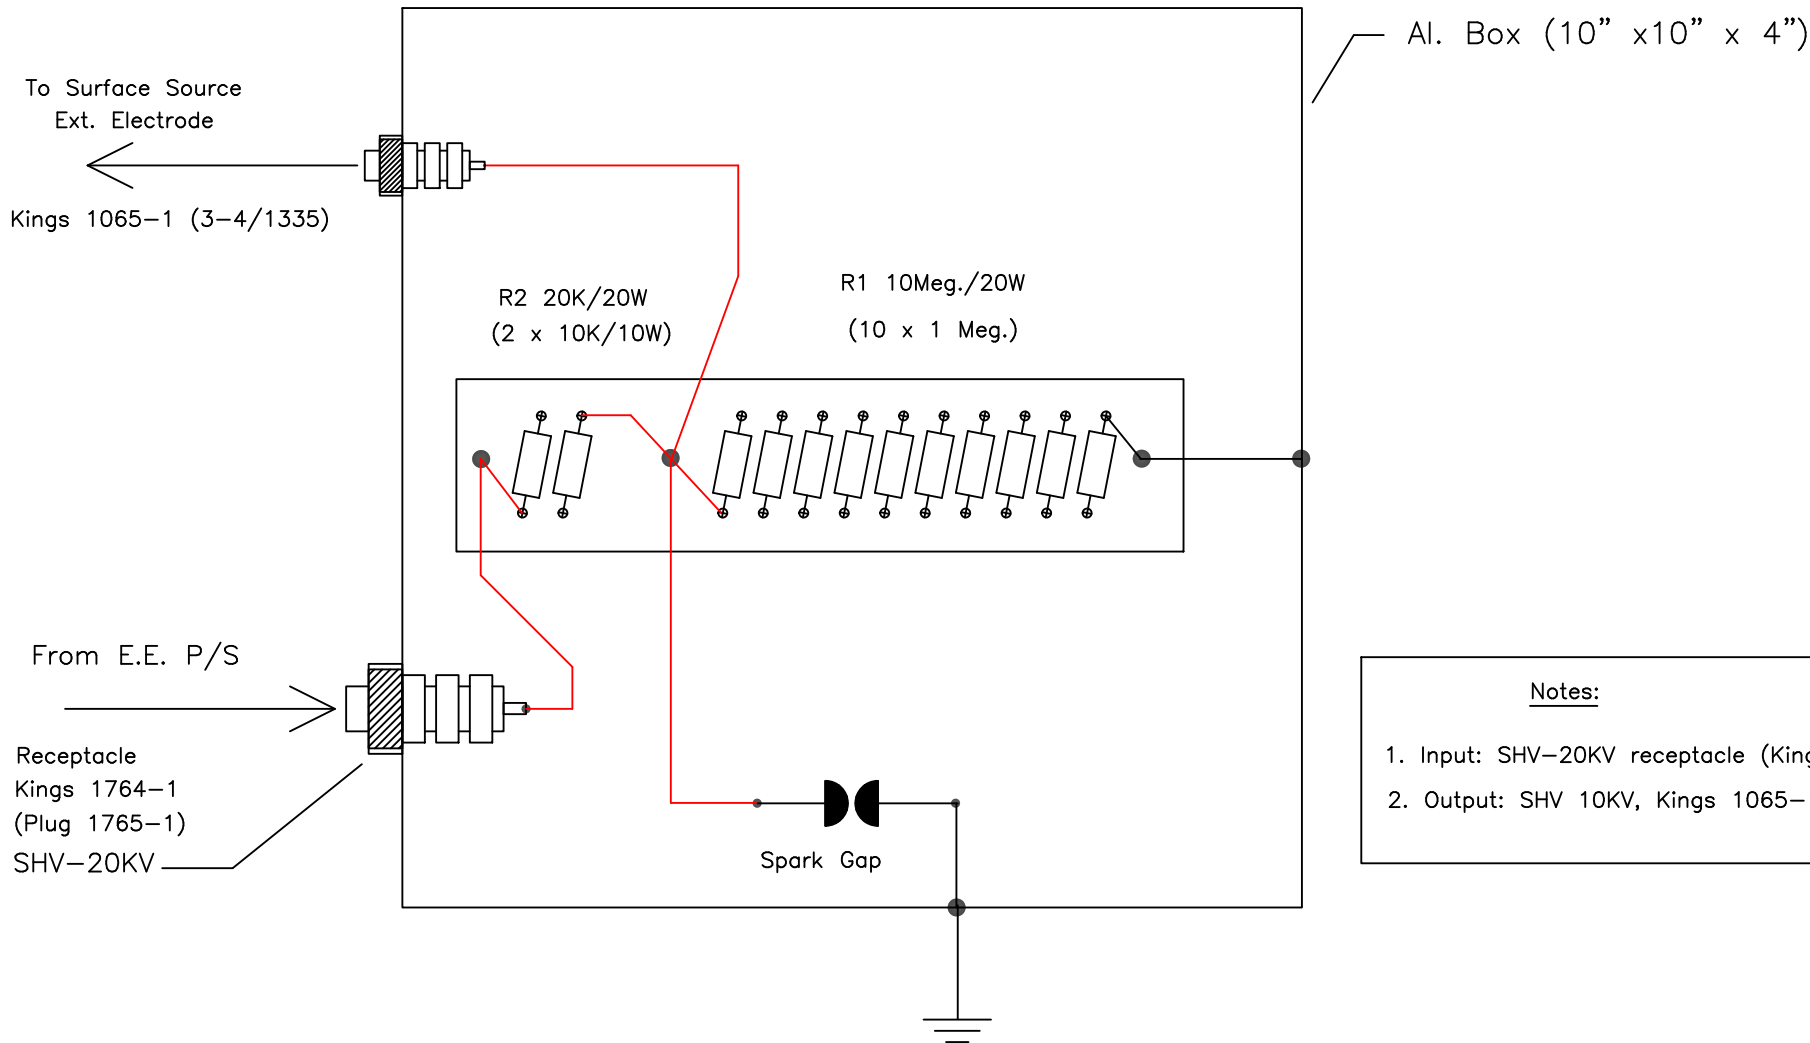 Al. Box (10” x10” x 4”)
To Surface Source
Ext. Electrode
Kings 1065-1 (3-4/1335)
R2 20K/20W
(2 x 10K/10W)
R1 10Meg./20W
(10 x 1 Meg.)
From E.E. P/S
Receptacle
Kings 1764-1
(Plug 1765-1)
SHV-20KV
Spark Gap
Notes:
1. Input: SHV-20KV receptacle (King
2. Output: SHV 10KV, Kings 1065-